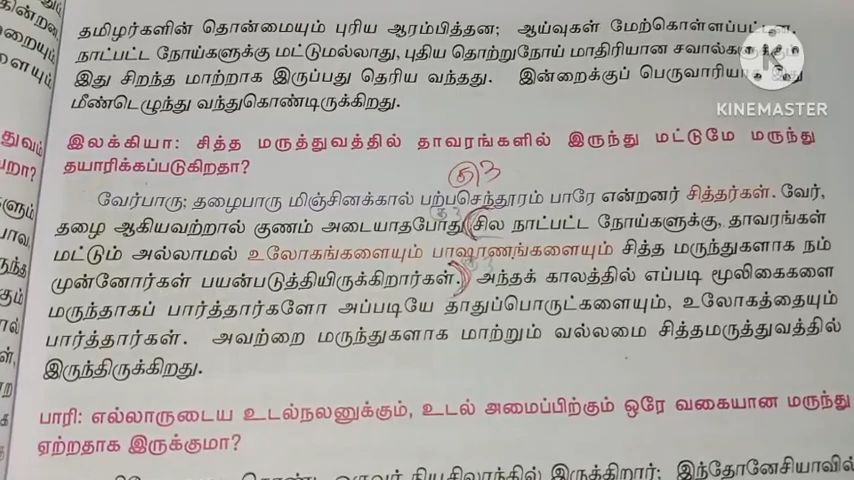 தமிழர்களின் தொன்மையும் புரிய ஆரம்பித்தன; ஆய்வுகள்
நாட்பட்ட நோய்களுக்கு மட்டுமல்லாது, புதிய தொற்றுநோய் மாதிரியான
இது சிறந்த மாற்றாக இருப்பது தெரிய வந்தது. இன்றைக்குப்
மீண்டெழுந்து வந்துகொண்டிருக்கிறது.
KINEMASTER
இலக்கியா: சித்த மருத்துவத்தில் தாவரங்களில் இருந்து மட்டுமே மருந்து
தயாரிக்கப்படுகிறதா?
வேர்பாரு; தழைபாரு மிஞ்சினக்கால் பற்பசெந்தூரம் பாரே என்றனர் சித்தர்கள். வேர்,
தழை ஆகியவற்றால் குணம் அடையாதபோது சில நாட்பட்ட நோய்களுக்கு, தாவரங்கள்
மட்டும் அல்லாமல் உலோகங்களையும் பாஷாணங்களையும் சித்த மருந்துகளாக நம்
முன்னோர்கள் பயன்படுத்தியிருக்கிறார்கள். அந்தக் காலத்தில் எப்படி மூலிகைகளை
மருந்தாகப் பார்த்தார்களோ அப்படியே தாதுப்பொருட்களையும், உலோகத்தையும்
பார்த்தார்கள். அவற்றை மருந்துகளாக மாற்றும் வல்லமை சித்தமருத்துவத்தில்
இருந்திருக்கிறது.
பாரி: எல்லாருடைய உடல்நலனுக்கும், உடல் அமைப்பிற்கும் ஒரே வகையான மருந்து
ஏற்றதாக இருக்குமா?
ஒருவர் நியூசிலாந்தில் இருக்கிறார்; இந்தோனேசியாவில்